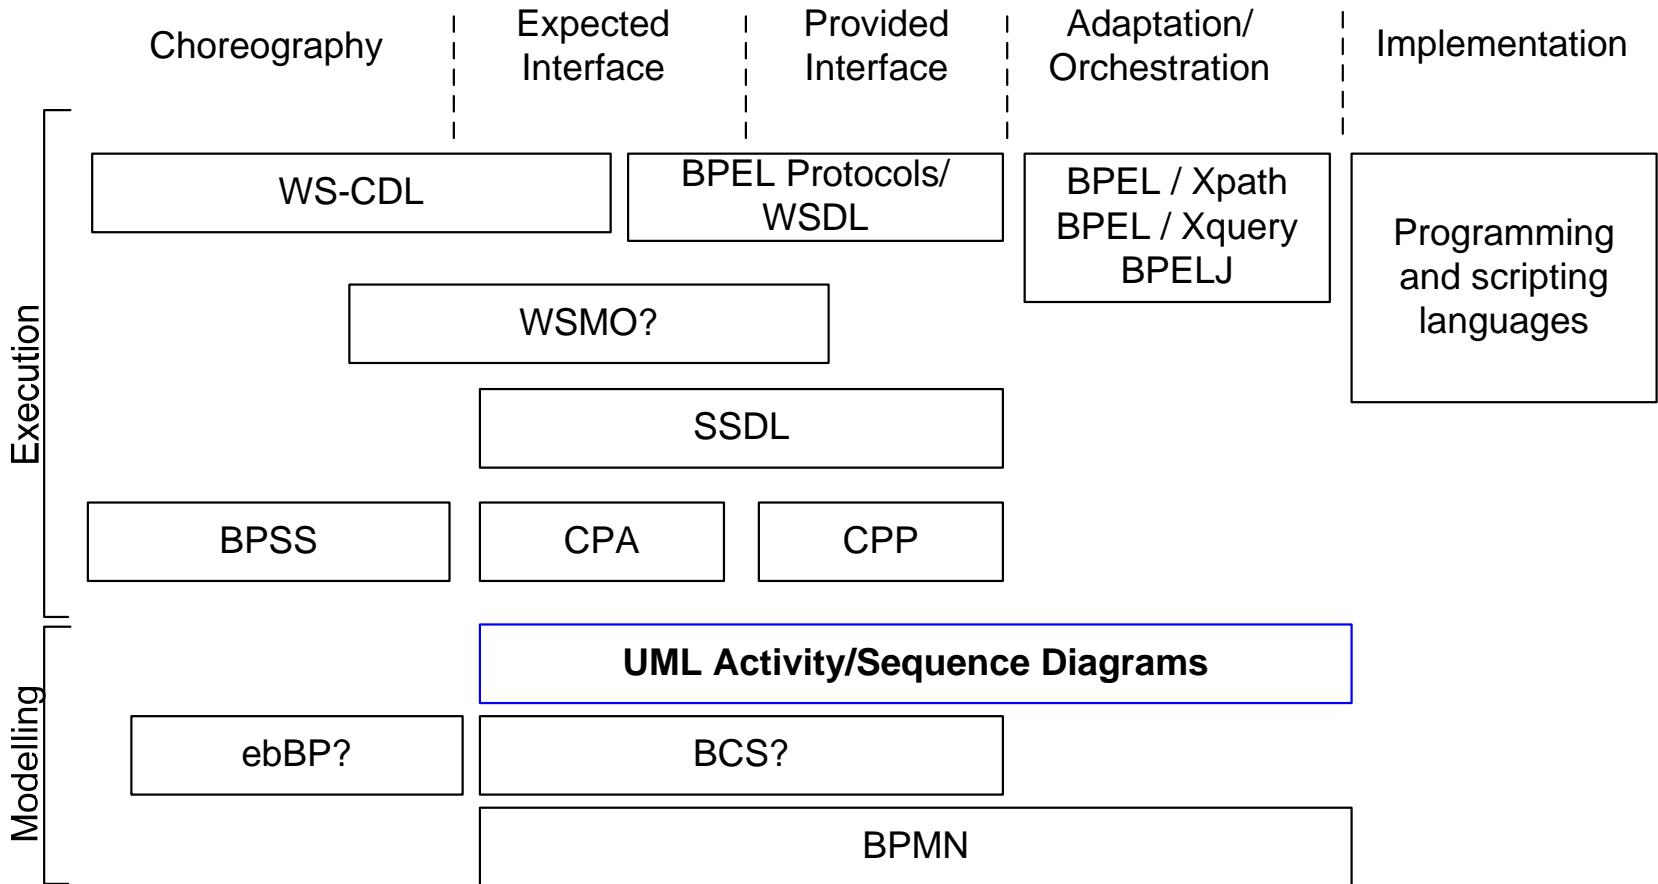 Choreography
Expected
Interface
Provided
Interface
Adaptation/
Orchestration
Implementation
Execution
WS-CDL
BPEL Protocols/
WSDL
BPEL / Xpath
BPEL / Xquery
BPELJ
Programming
and scripting
languages
WSMO?
SSDL
BPSS
CPA
CPP
Modelling
UML Activity/Sequence Diagrams
ebBP?
BCS?
BPMN